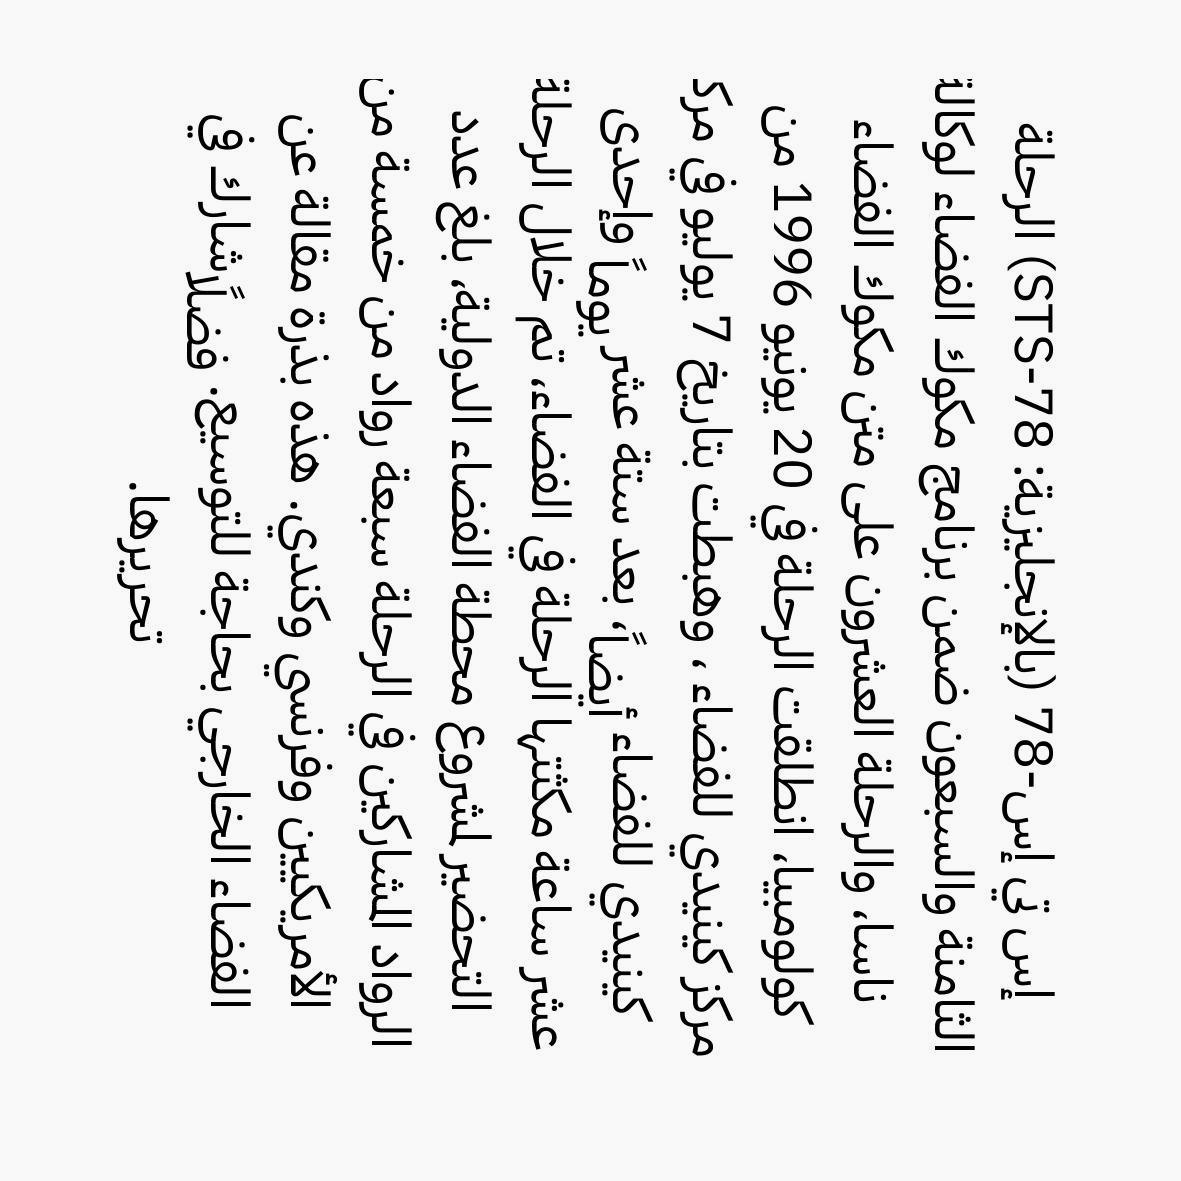 إس تي إس-78 (بالإنجليزية: STS-78) الرحلة
الثامنة والسبعون ضمن برنامج مكوك الفضاء لوكالة
ناسا، والرحلة العشرون على متن مكوك الفضاء
كولومبيا، انطلقت الرحلة في 20 يونيو 1996 من
مركز كينيدي للفضاء ، وهبطت بتاريخ 7 يوليو في مركز
كينيدي للفضاء أيضاً، بعد ستة عشر يوماً وإحدى
عشر ساعة مكثتها الرحلة في الفضاء، تم خلال الرحلة
التحضير لمشروع محطة الفضاء الدولية، بلغ عدد
الرواد المشاركين في الرحلة سبعة رواد من خمسة من
الأمريكيين وفرنسي وكندي. هذه بذرة مقالة عن
الفضاء الخارجي بحاجة للتوسيع. فضلاً شارك في
تحريرها.